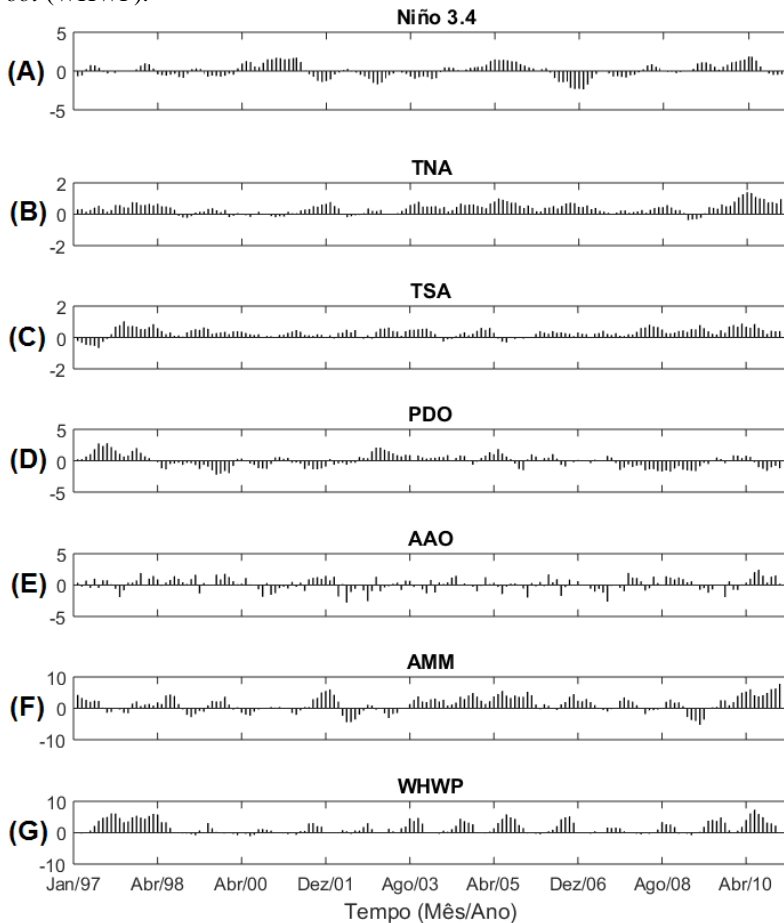 (WHWP).
Niño 3.4
5
(A) 0
-5
TNA
2
(B) 0
-2
TSA
2
(C) 0
-2
PDO
5
(D) 0
-5
AAO
5
(E) 0
-5
AMM
10
(F) 0
-10
WHWP
10
(G) 0
-10
Jan/97 Abr/98 Abr/00 Dez/01 Ago/03 Abr/05 Dez/06 Ago/08 Abr/10
Tempo (Mês/Ano)